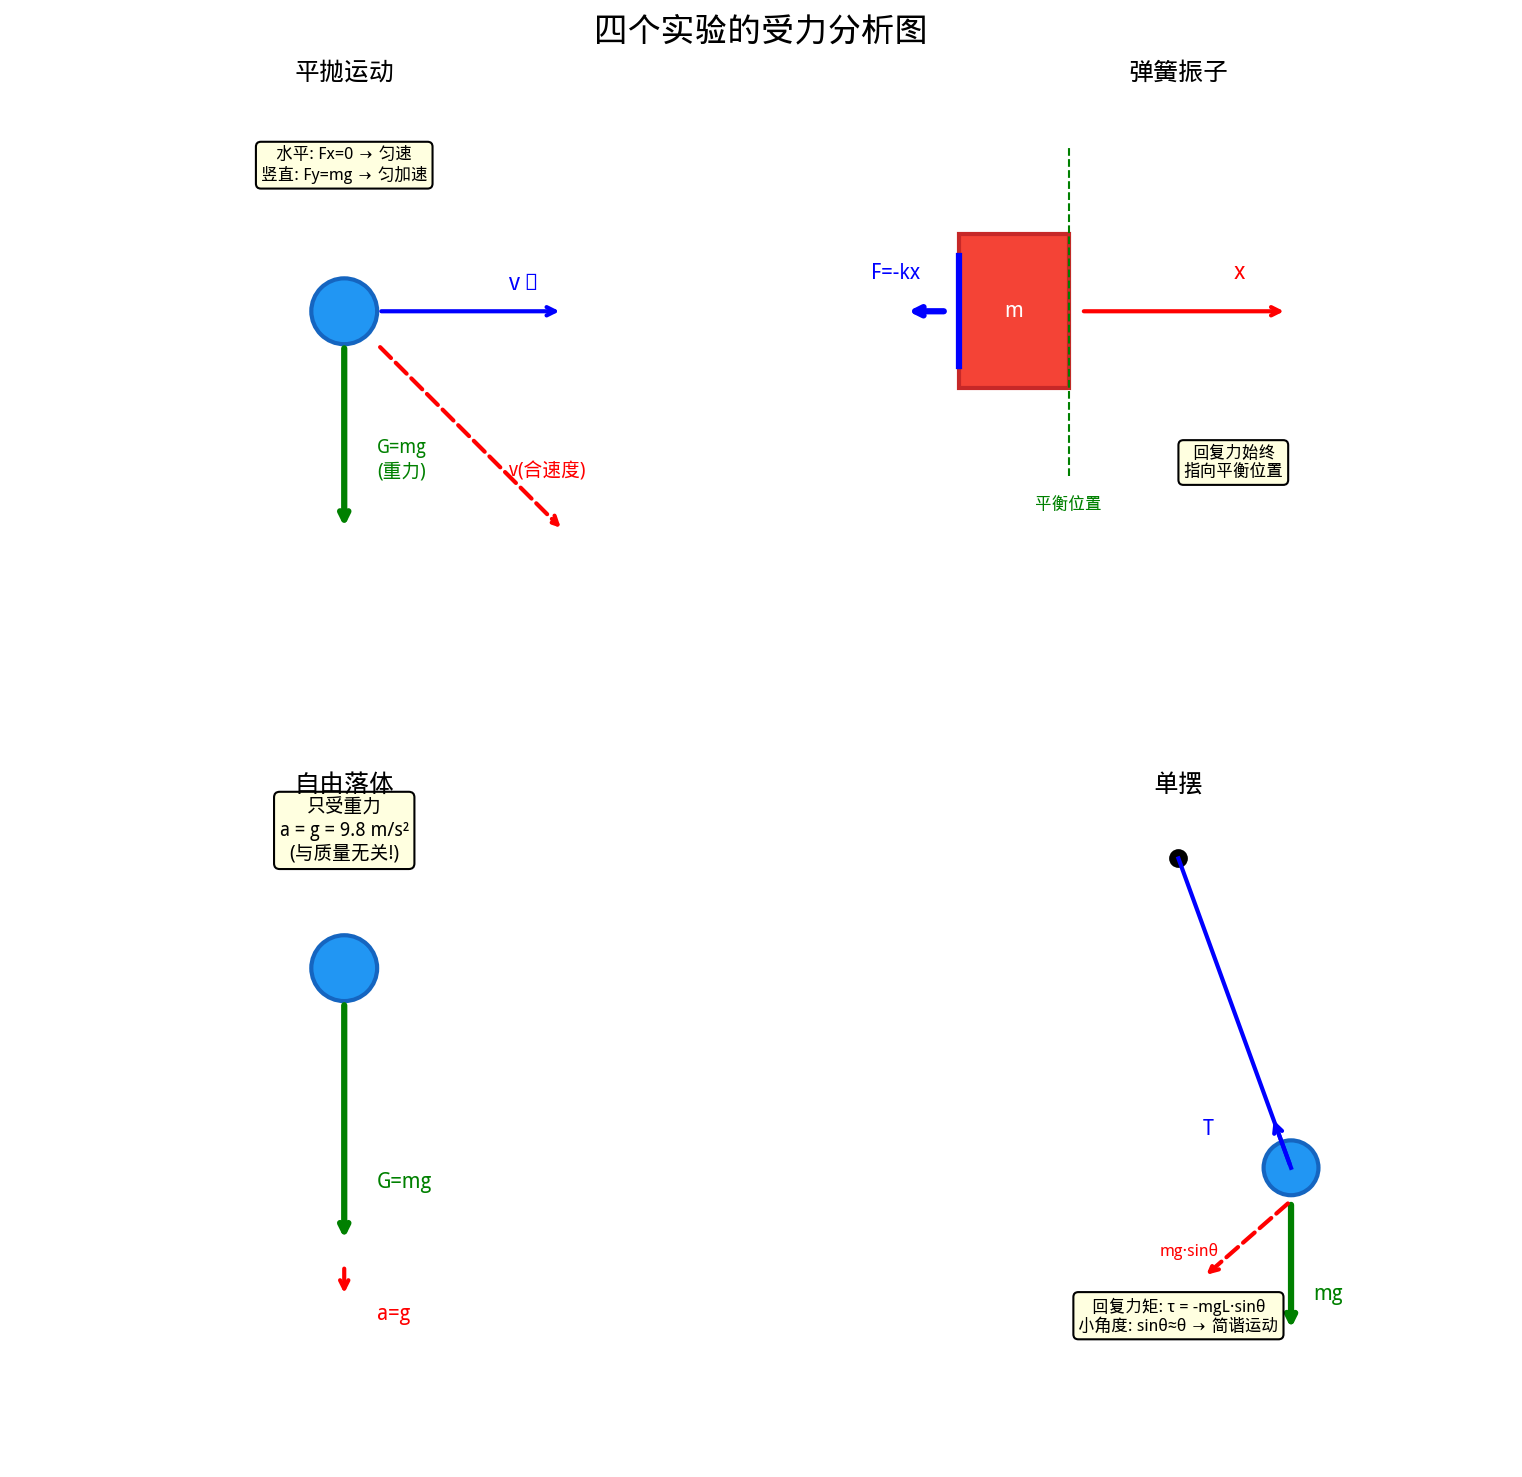 四个实验的受力分析图
平抛运动
水平: Fx=0 → 匀速
竖直: Fy=mg → 匀加速
v
G=mg
(重力)
v(合速度)
弹簧振子
F=-kx
m
x
回复力始终
指向平衡位置
平衡位置
自由落体
只受重力
a = g = 9.8 m/s²
(与质量无关!)
G=mg
a=g
单摆
T
mg·sinθ
mg
回复力矩: τ = -mgL·sinθ
小角度: sinθ≈θ → 简谐运动